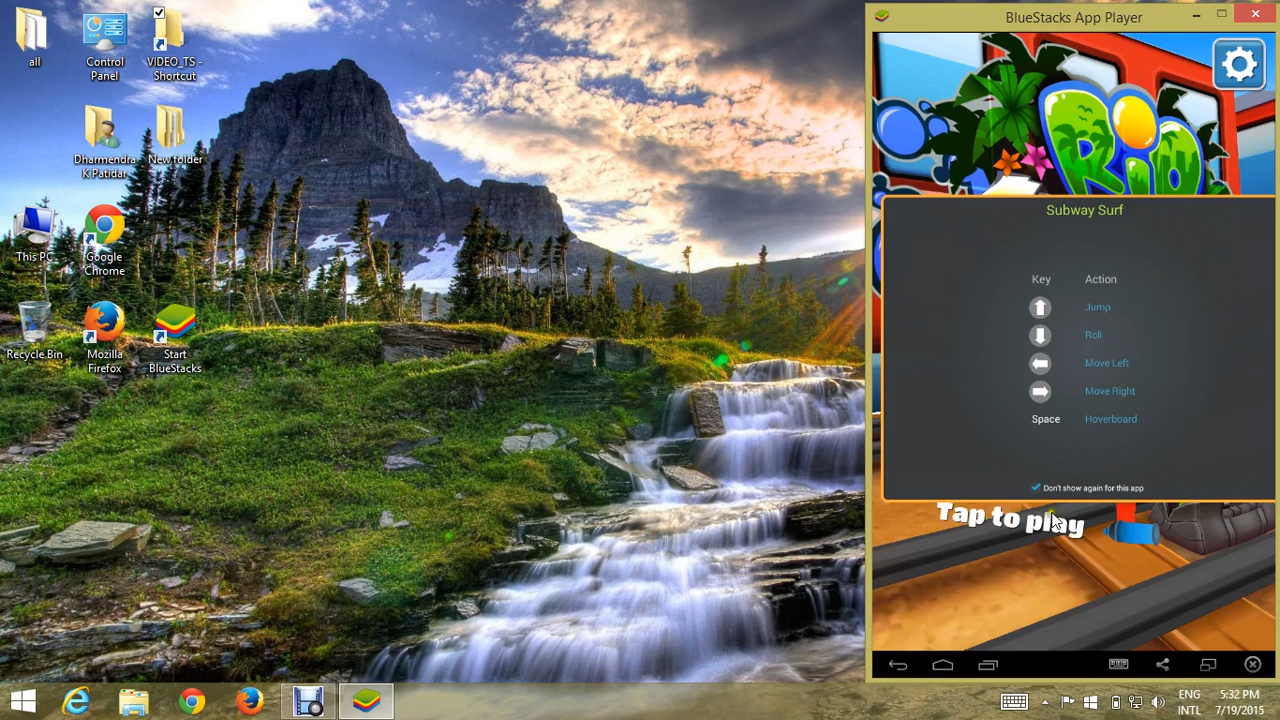 all
Control
Panel
VIDEO_TS -
Shortcut
Dharmendra
K Patidar
New folder
This PC
Google
Chrome
Recycle Bin
Mozilla
Firefox
Start
BlueStacks
BlueStacks App Player
Rio
Subway Surf
Key Action
Jump
Roll
Move Left
Move Right
Space Hoverboard
Don't show again for this app
Tap to play
ENG
INTL
5:32 PM
7/19/2015